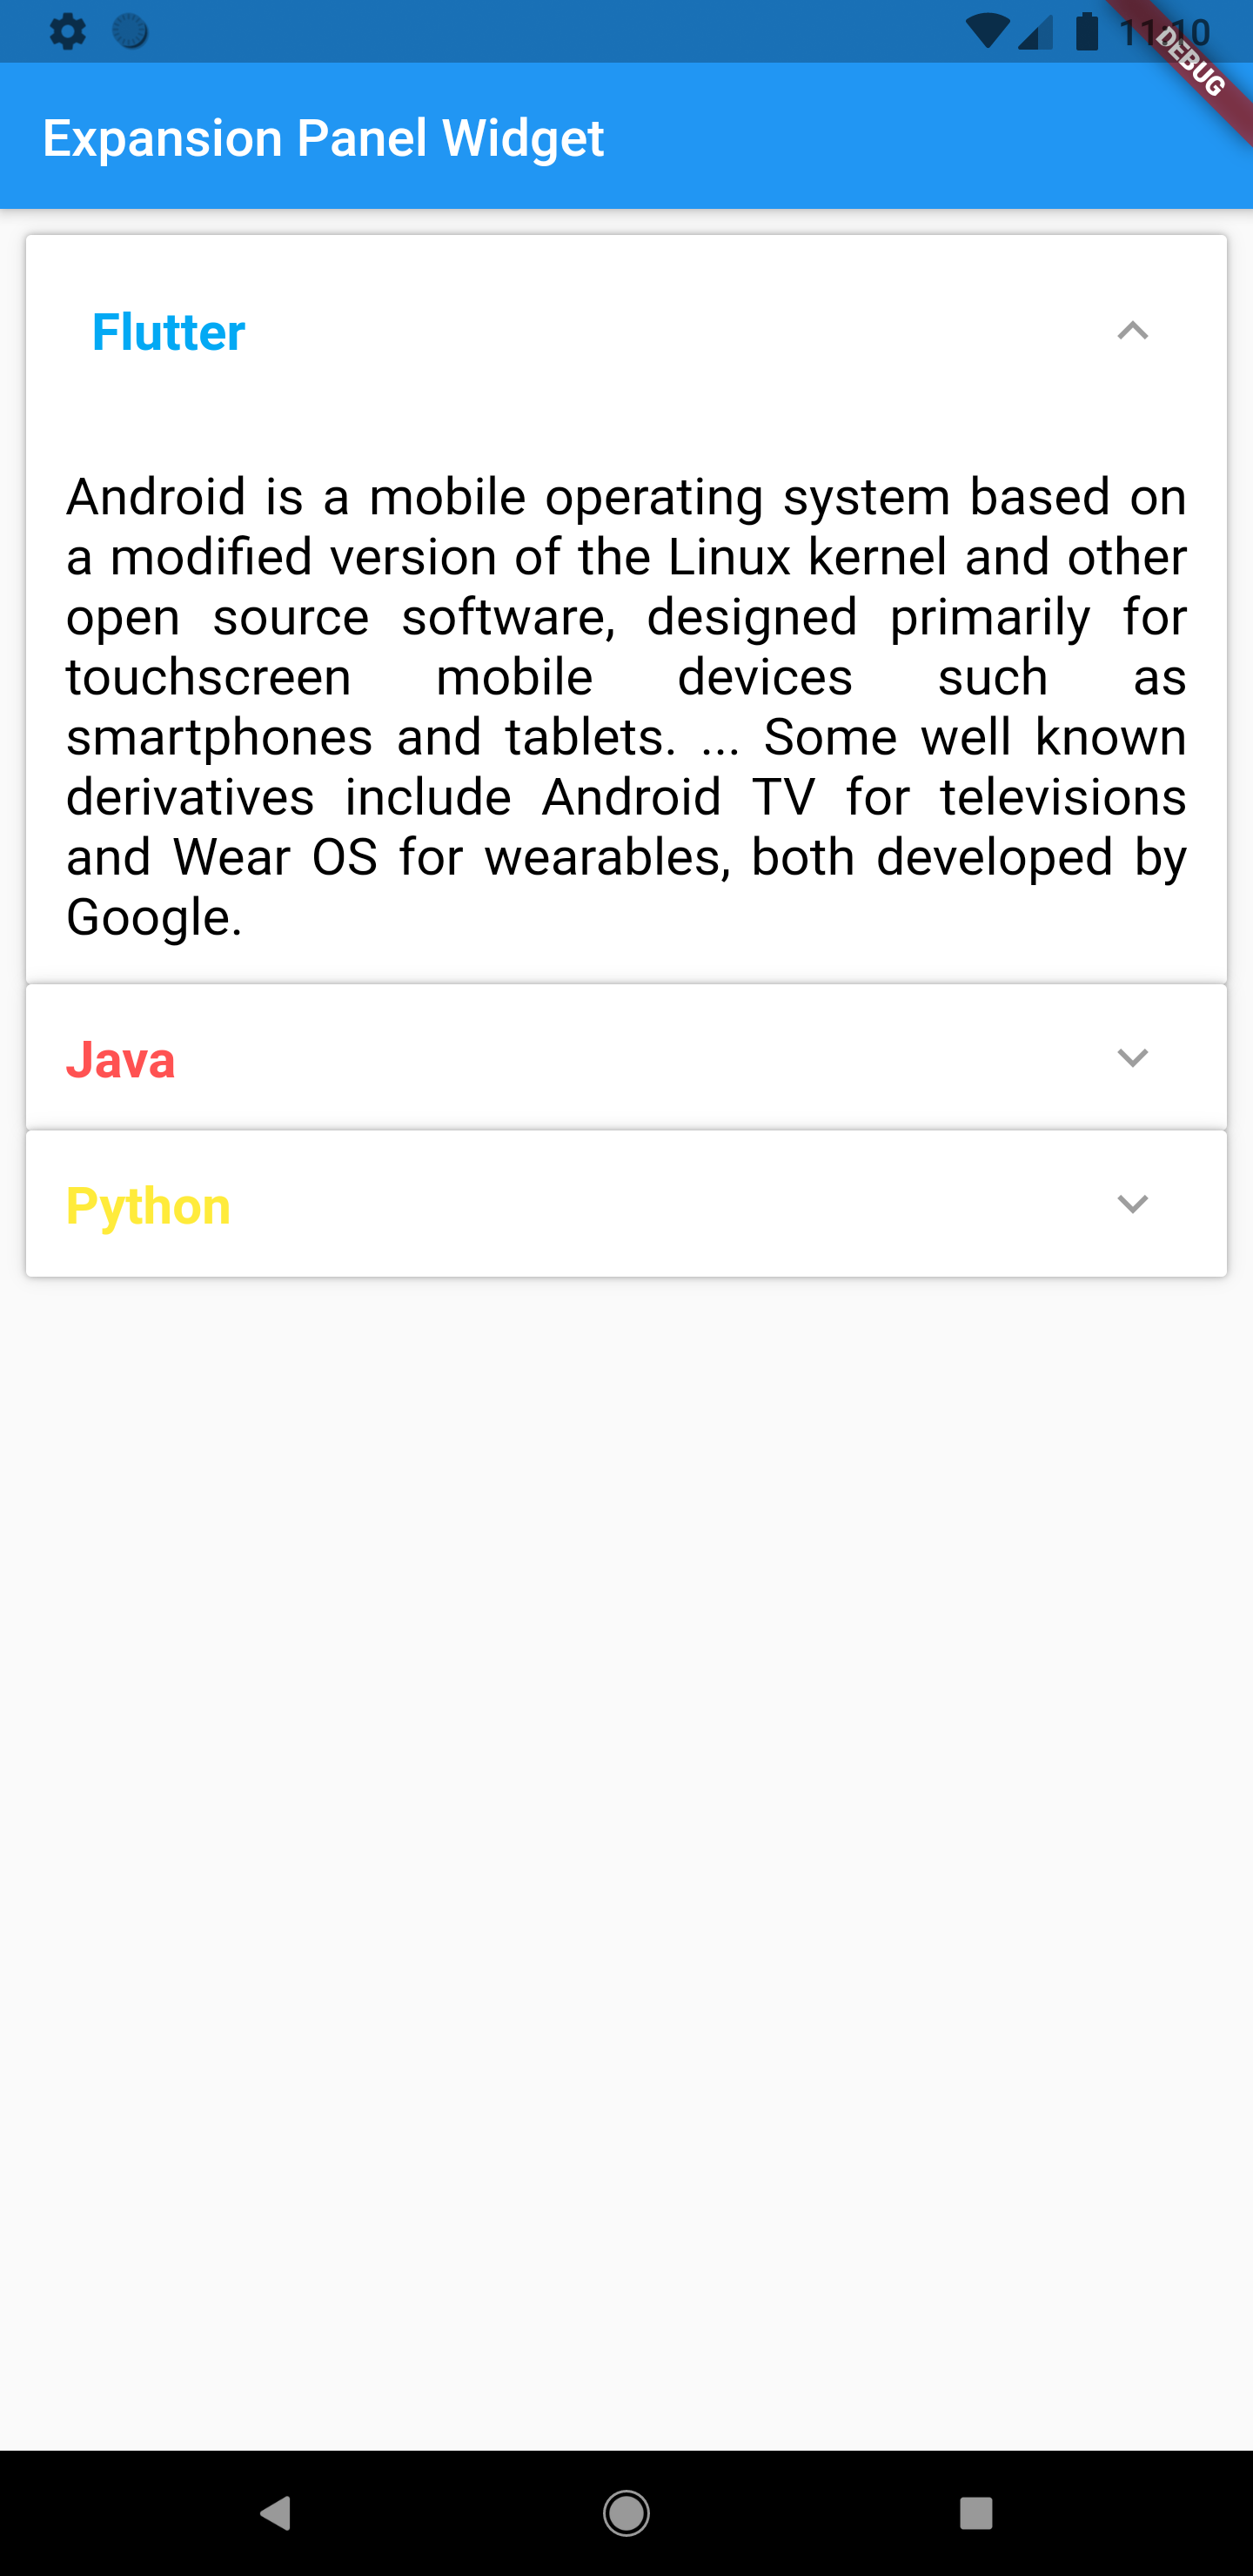 11:10
DEBUG
Expansion Panel Widget
Flutter
Android is a mobile operating system based on
a modified version of the Linux kernel and other
open source software, designed primarily for
touchscreen mobile devices such as
smartphones and tablets. ... Some well known
derivatives include Android TV for televisions
and Wear OS for wearables, both developed by
Google.
Java
Python